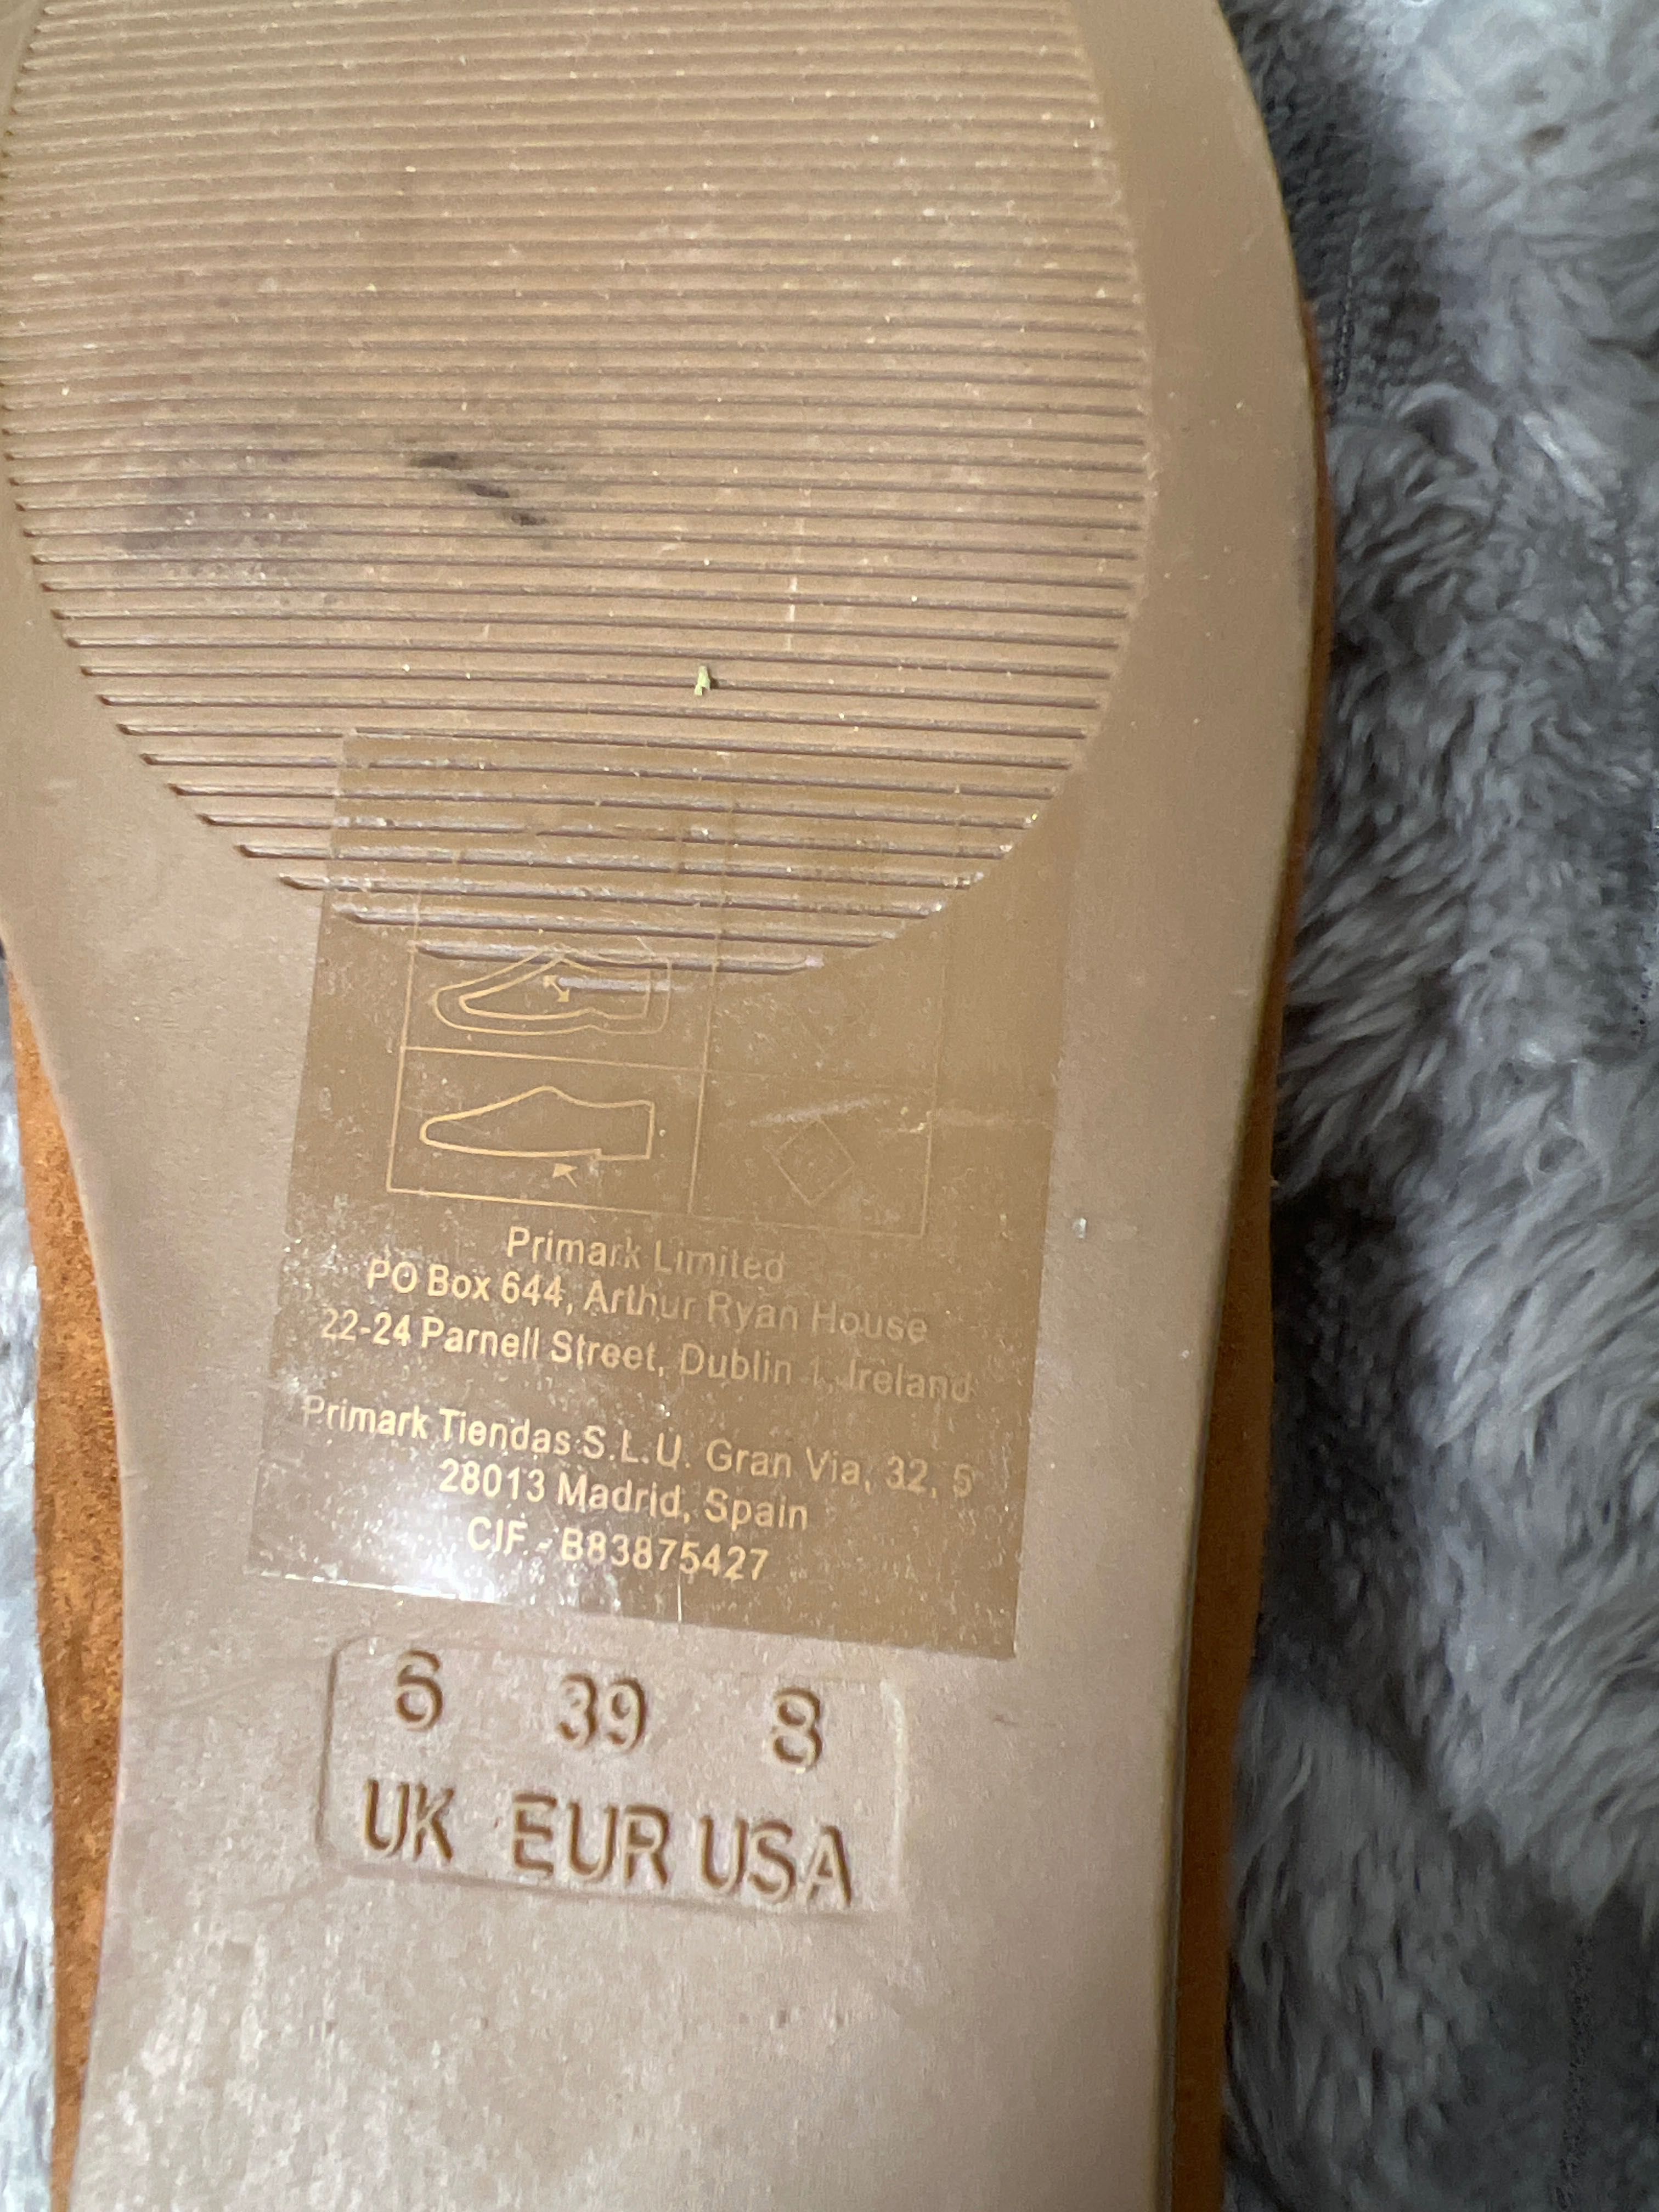 Primark Limited
PO Box 644, Arthur Ryan House
22-24 Parnell Street, Dublin 1, Ireland
Primark Tiendas S.L.U. Gran Via, 32, 5
28013 Madrid, Spain
CIF - B83875427
6 39 8
UK EUR USA